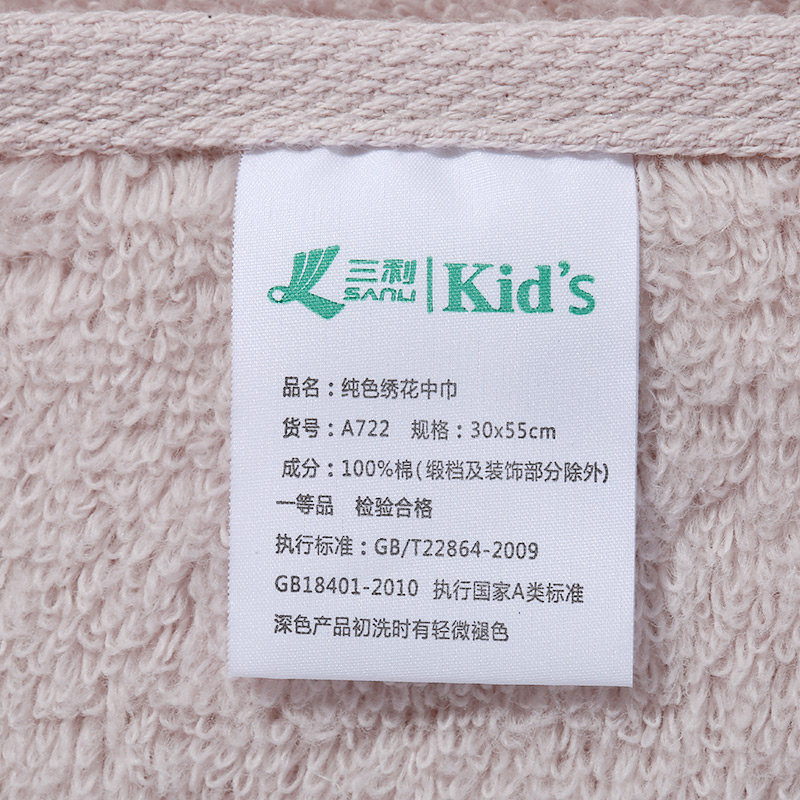 三利 SANLI Kid's
品名：纯色绣花中巾
货号：A722 规格：30x55cm
成分：100%棉(缎档及装饰部分除外)
一等品 检验合格
执行标准：GB/T22864-2009
GB18401-2010 执行国家A类标准
深色产品初洗时有轻微褪色